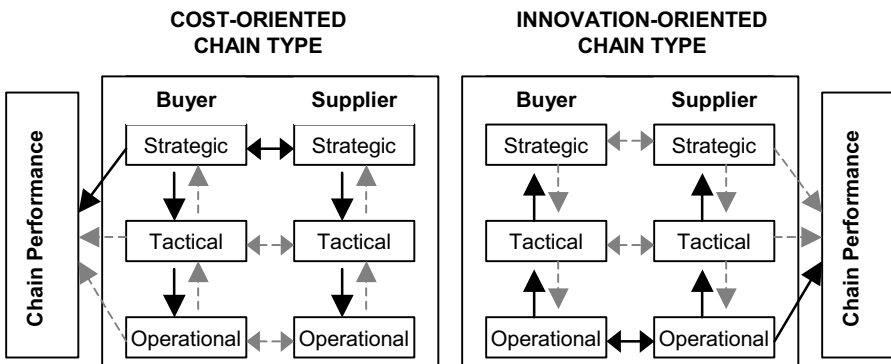 COST-ORIENTED
CHAIN TYPE
INNOVATION-ORIENTED
CHAIN TYPE
Chain Performance
Buyer
Supplier
Strategic
Strategic
Tactical
Tactical
Operational
Operational
Buyer
Supplier
Strategic
Strategic
Tactical
Tactical
Operational
Operational
Chain Performance